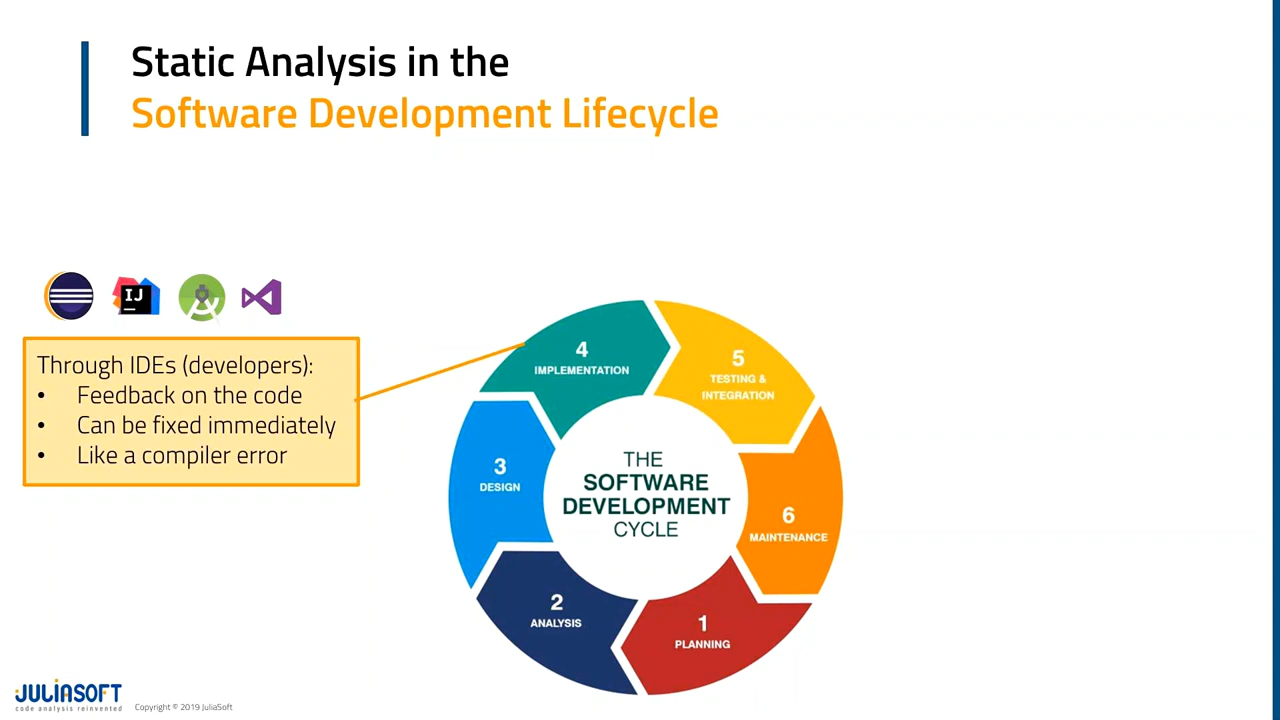 Static Analysis in the
Software Development Lifecycle
IJ
Through IDEs (developers):
• Feedback on the code
• Can be fixed immediately
• Like a compiler error
4
IMPLEMENTATION
5
TESTING &
INTEGRATION
3
DESIGN
THE
SOFTWARE
DEVELOPMENT
CYCLE
6
MAINTENANCE
2
ANALYSIS
1
PLANNING
JULIASOFT
code analysis reinvented
Copyright © 2019 JuliaSoft